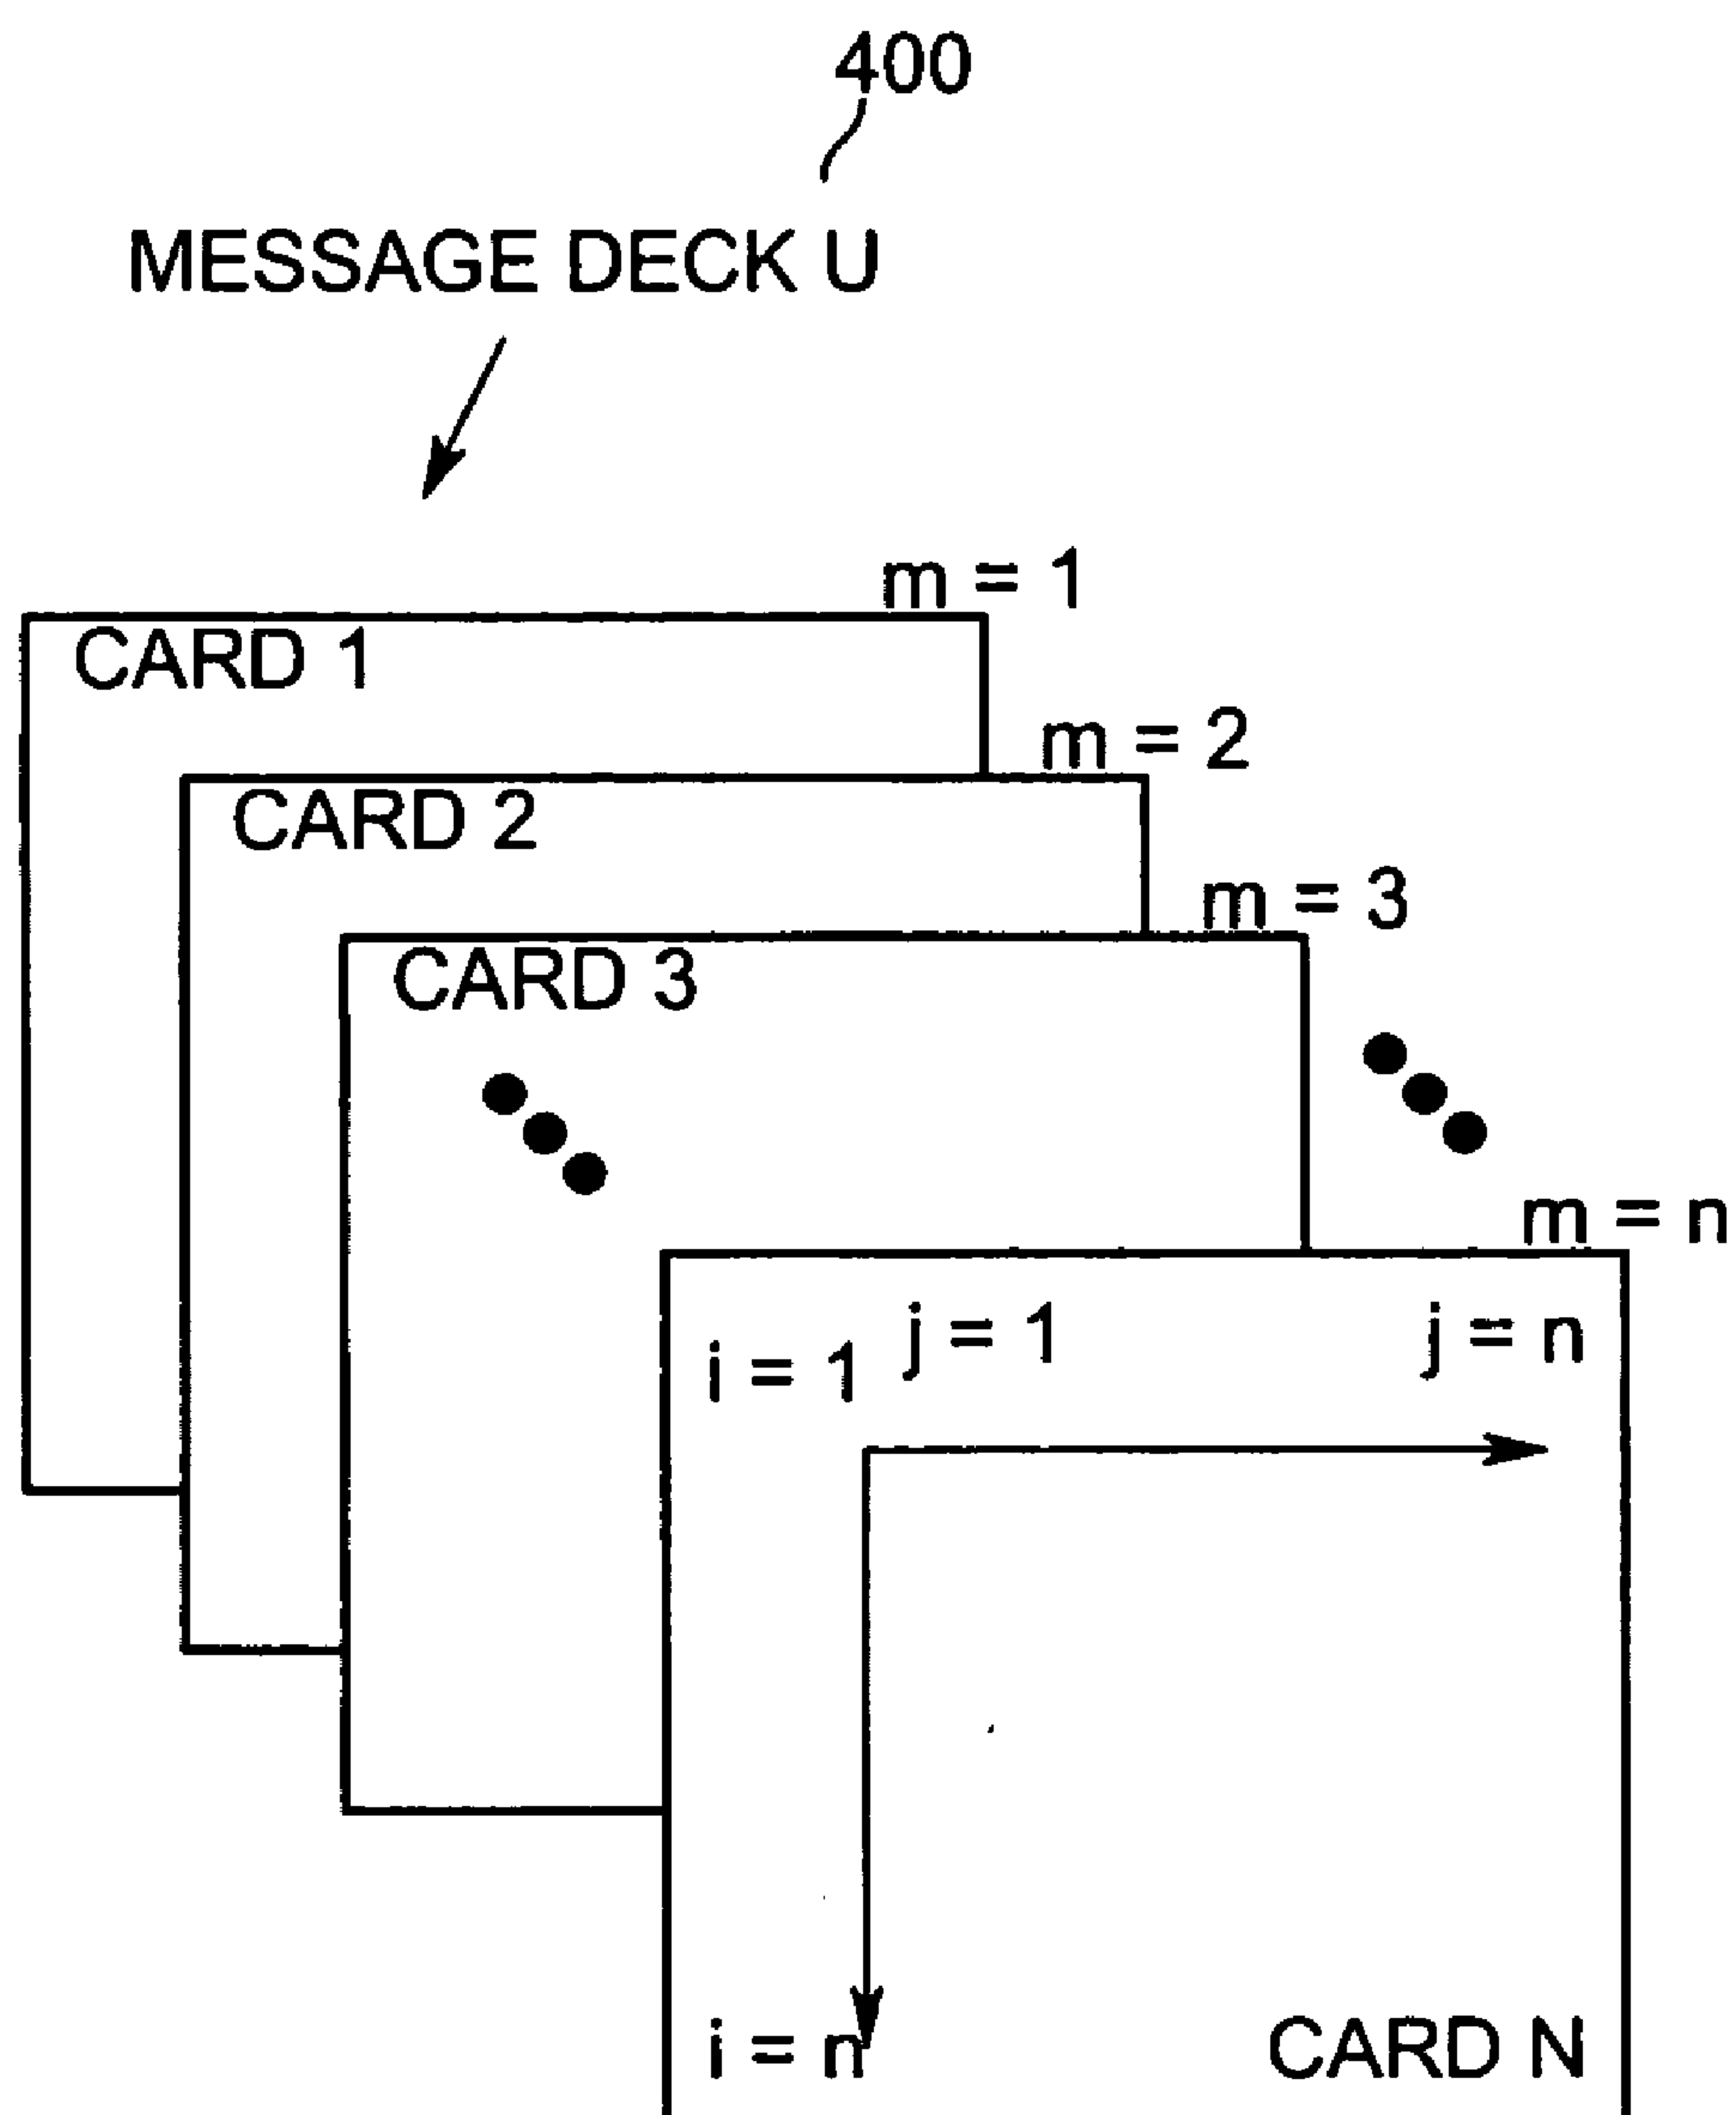 400
MESSAGE DECK U
m = 1
CARD 1
m = 2
CARD 2
m = 3
CARD 3
m = n
j = 1
j = n
i = 1
i = n
CARD N